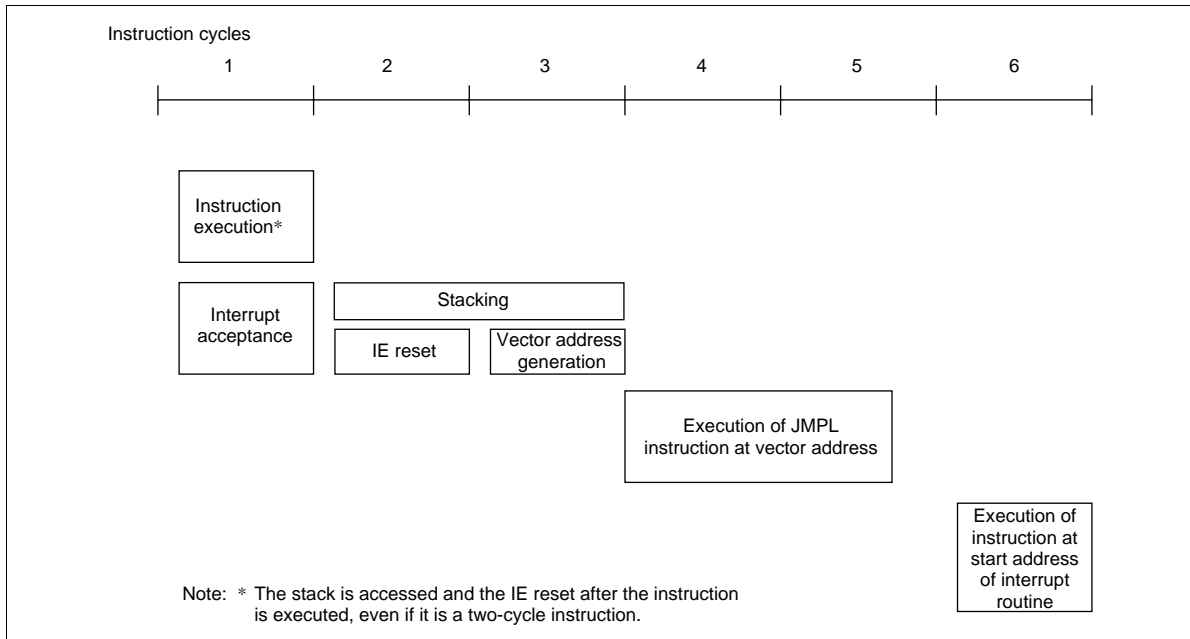 Instruction cycles
1 2 3 4 5 6
Instruction
execution*
Interrupt
acceptance
Stacking
IE reset
Vector address
generation
Execution of JMPL
instruction at vector address
Execution of
instruction at
start address
of interrupt
routine
Note: * The stack is accessed and the IE reset after the instruction
is executed, even if it is a two-cycle instruction.